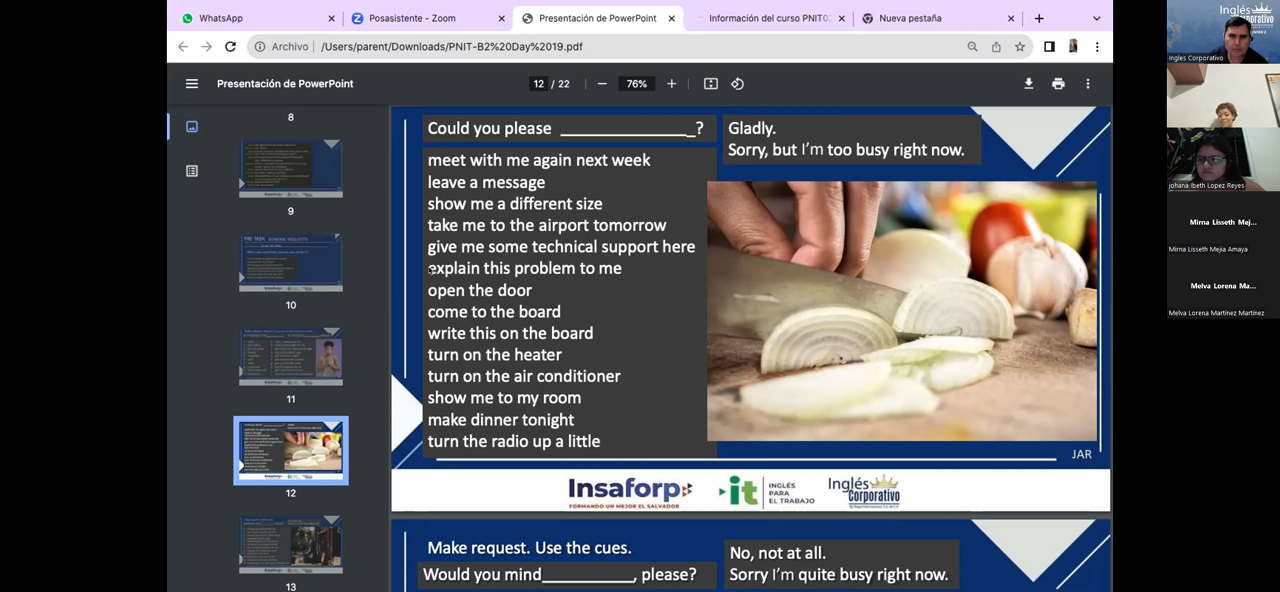 WhatsApp
Posasistente - Zoom
Presentación de PowerPoint
Información del curso PNIT02
Nueva pestaña
Archivo
/Users/parent/Downloads/PNIT-B2%20Day%2019.pdf
Presentación de PowerPoint
12 / 22
76%
8
9
10
11
12
13
Could you please ______________?
meet with me again next week
leave a message
show me a different size
take me to the airport tomorrow
give me some technical support here
explain this problem to me
open the door
come to the board
write this on the board
turn on the heater
turn on the air conditioner
show me to my room
make dinner tonight
turn the radio up a little
Gladly.
Sorry, but I'm too busy right now.
JAR
Insaforp
FORMANDO UN MEJOR EL SALVADOR
it
INGLÉS
PARA
EL TRABAJO
Inglés
Corporativo
request. Use the cues.
Would you mind__________, please?
No, not at all.
Sorry I'm quite busy right now.
Inglés
Corporativo
Ingles Corporativo
Johana Ibeth Lopez Reyes
Mirna Lisseth Mej...
Mirna Lisseth Mejia Amaya
Melva Lorena Ma...
Melva Lorena Martínez Martínez